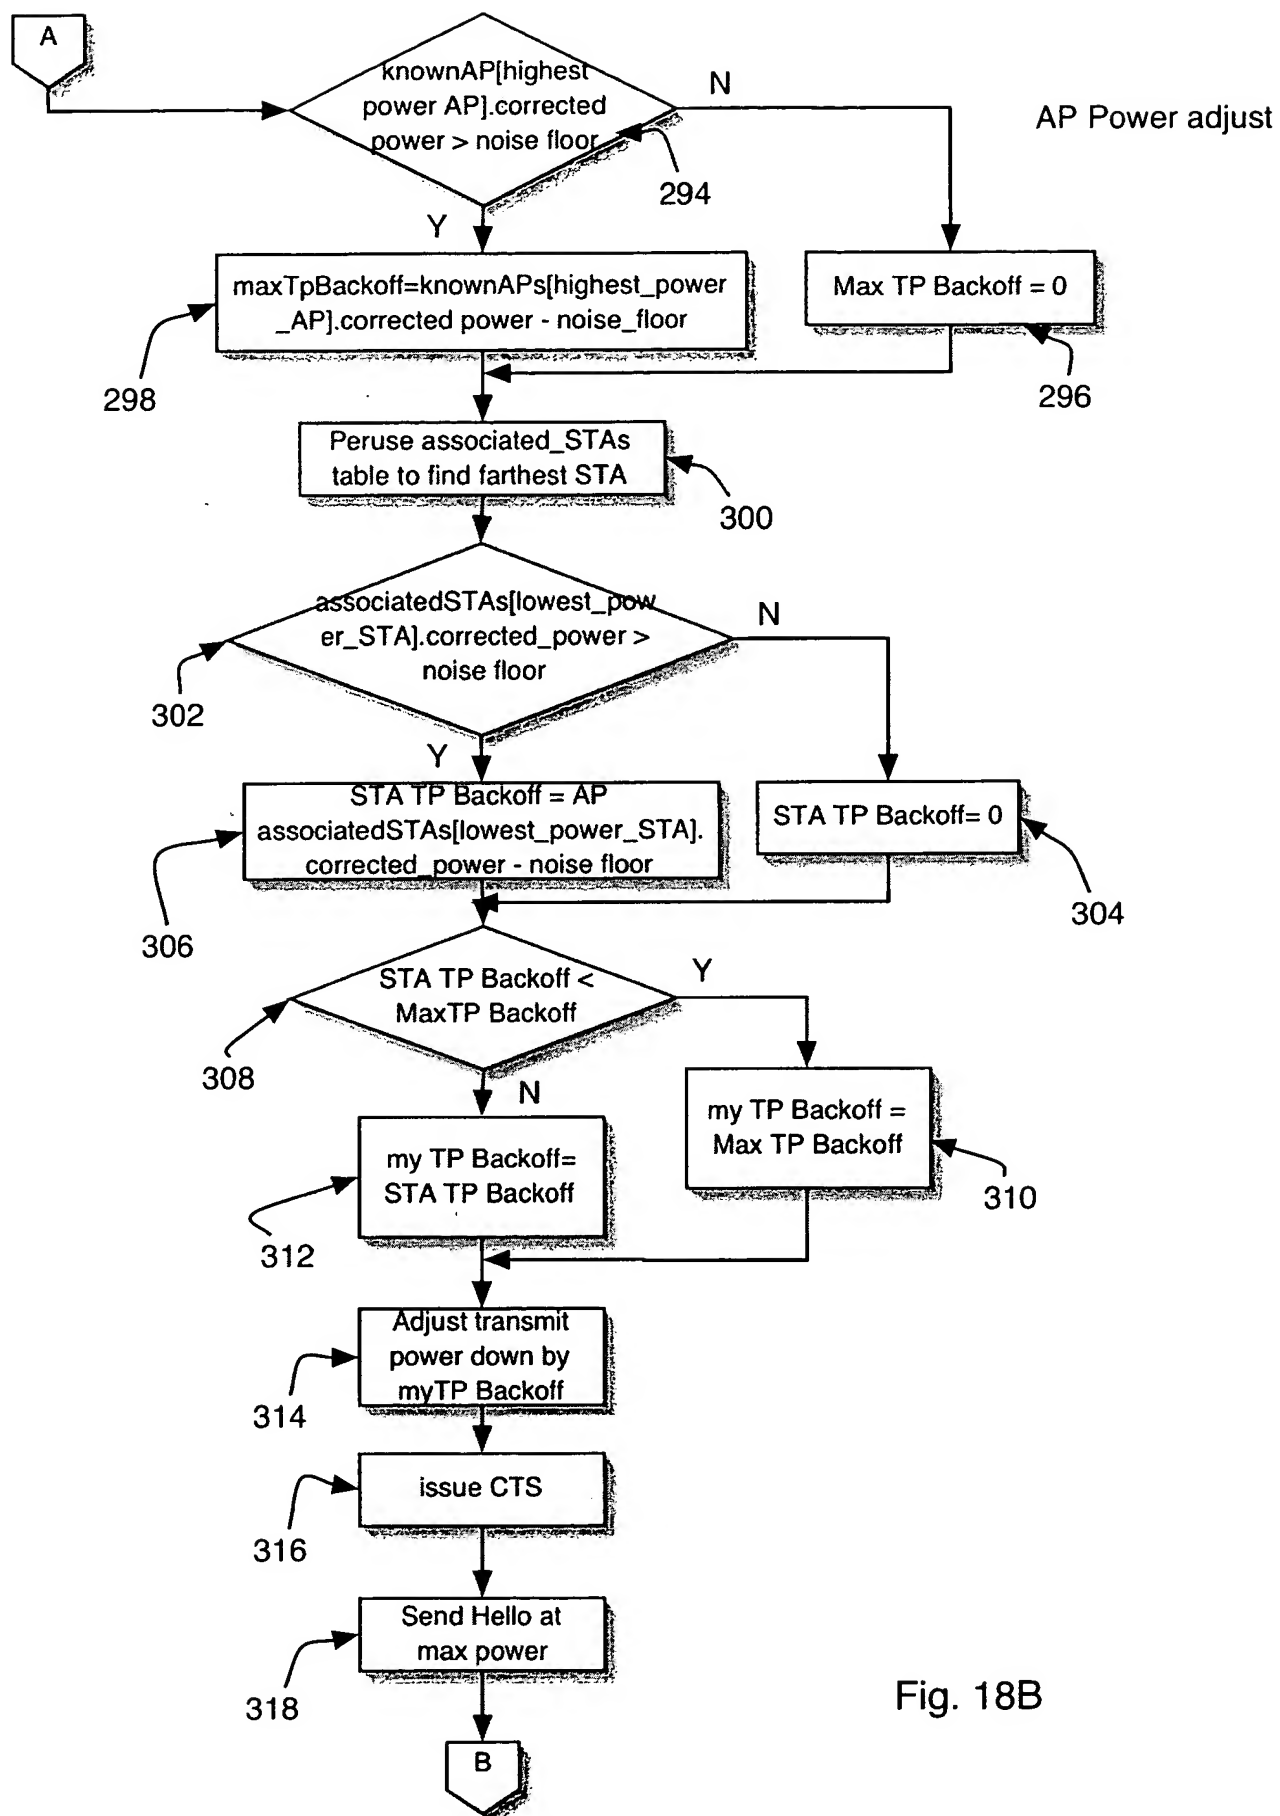 A
knownAP[highest
power AP].corrected
power > noise floor
N
AP Power adjust
294
Y
maxTpBackoff=knownAPs[highest_power
_AP].corrected power - noise_floor
Max TP Backoff = 0
298
296
Peruse associated_STAs
table to find farthest STA
300
associatedSTAs[lowest_pow
er_STA].corrected_power >
noise floor
N
302
Y
STA TP Backoff = AP
associatedSTAs[lowest_power_STA].
corrected_power - noise floor
STA TP Backoff= 0
306
304
STA TP Backoff <
MaxTP Backoff
Y
308
N
my TP Backoff =
Max TP Backoff
my TP Backoff=
STA TP Backoff
310
312
Adjust transmit
power down by
myTP Backoff
314
issue CTS
316
Send Hello at
max power
318
Fig. 18B
B